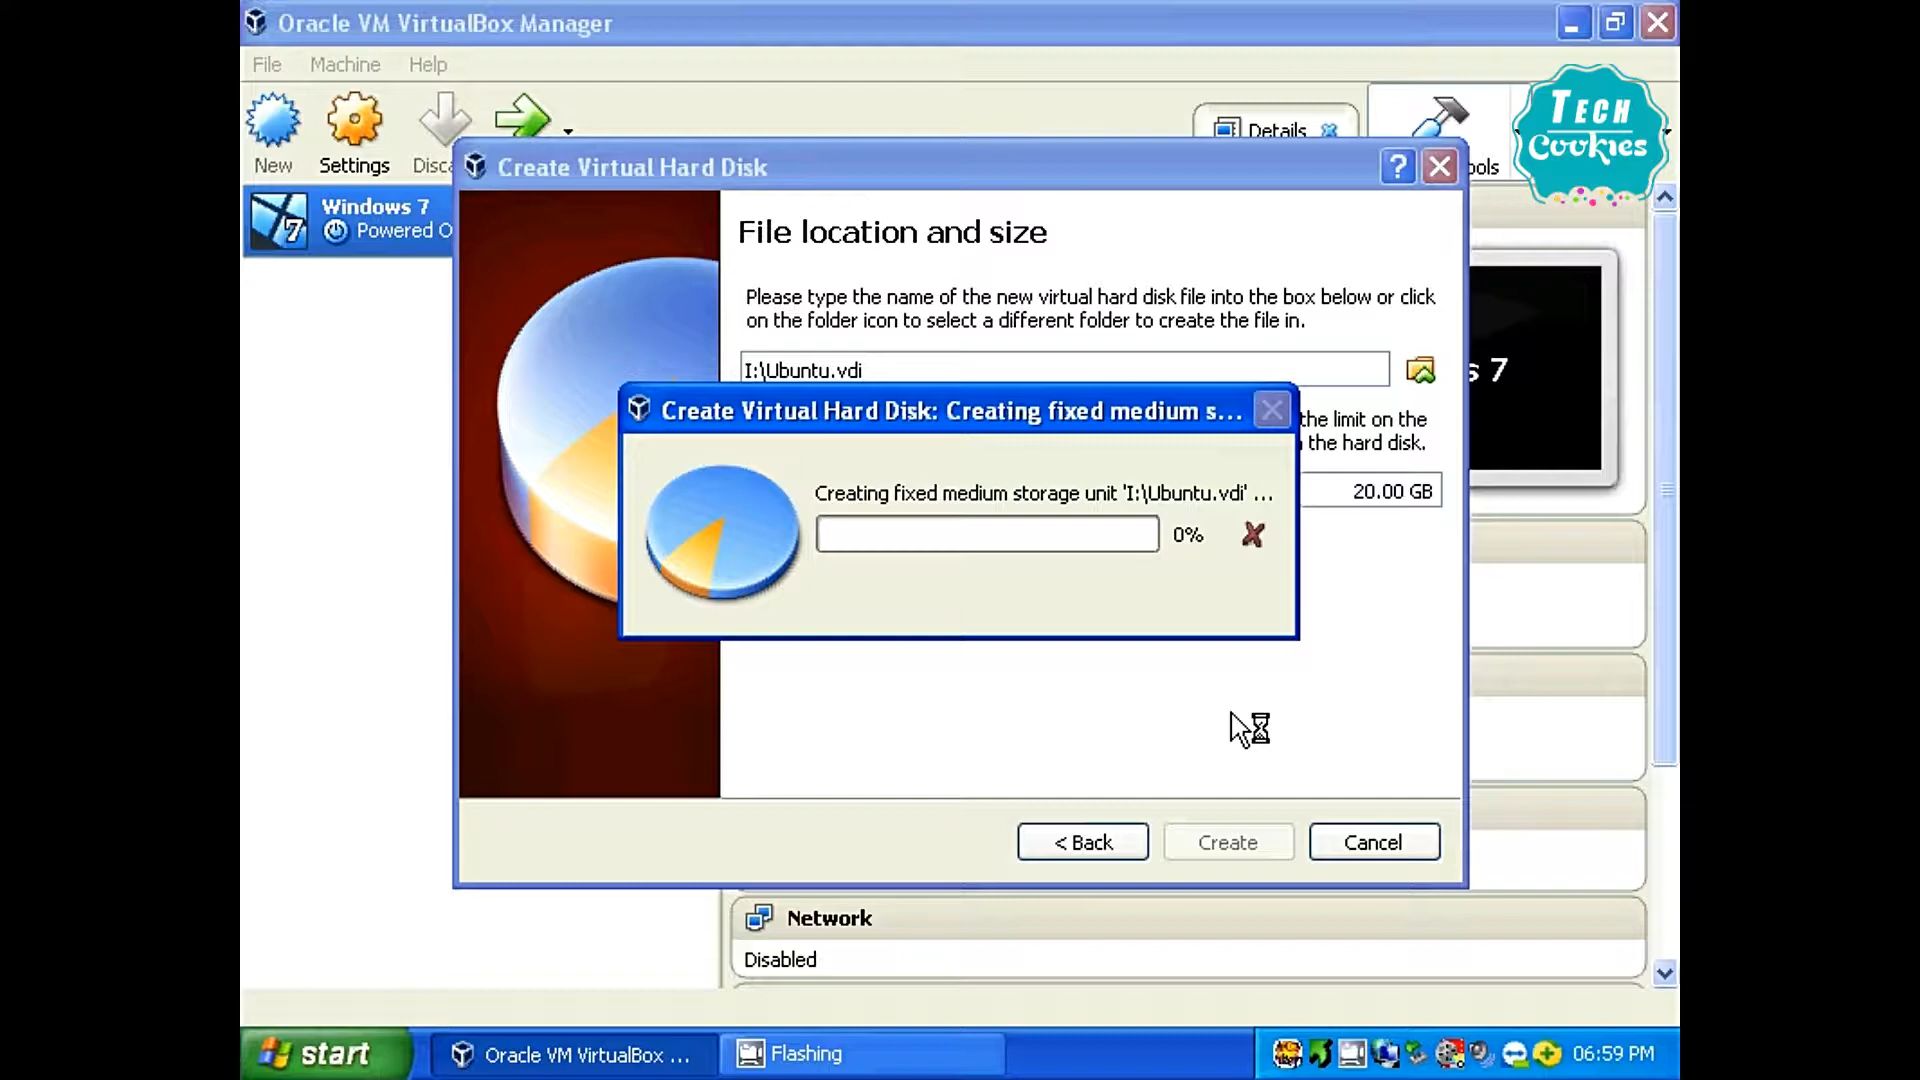 Oracle VM VirtualBox Manager
File Machine Help
TECH
Cookies
New Settings Disca
Details
ools
Create Virtual Hard Disk
Windows 7
Powered O
7
File location and size
Please type the name of the new virtual hard disk file into the box below or click
on the folder icon to select a different folder to create the file in.
I:\Ubuntu.vdi
s 7
Create Virtual Hard Disk: Creating fixed medium s...
the limit on the
the hard disk.
20.00 GB
Creating fixed medium storage unit 'I:\Ubuntu.vdi' ...
0%
< Back Create Cancel
Network
Disabled
start
Oracle VM VirtualBox ...
Flashing
06:59 PM